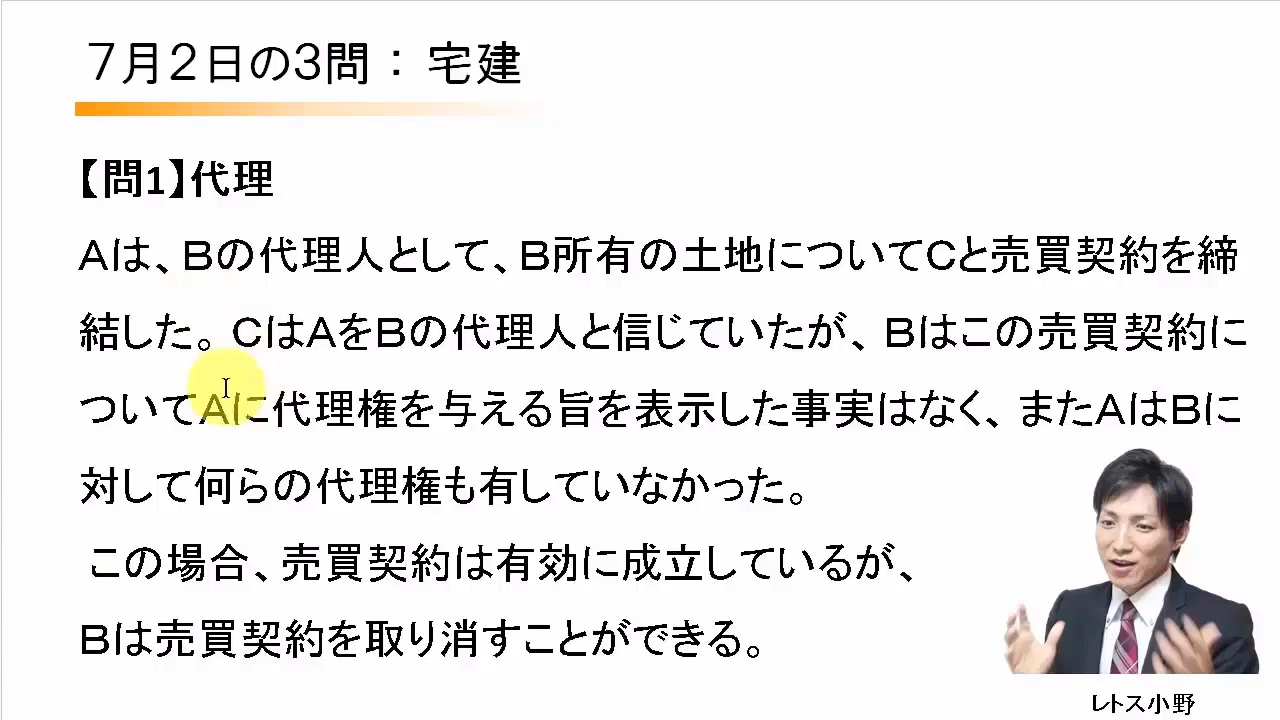 7月2日の3問：宅建
【問1】代理
Aは、Bの代理人として、B所有の土地についてCと売買契約を締
結した。CはAをBの代理人と信じていたが、Bはこの売買契約に
ついてAに代理権を与える旨を表示した事実はなく、またAはBに
対して何らの代理権も有していなかった。
この場合、売買契約は有効に成立しているが、
Bは売買契約を取り消すことができる。
レトス小野